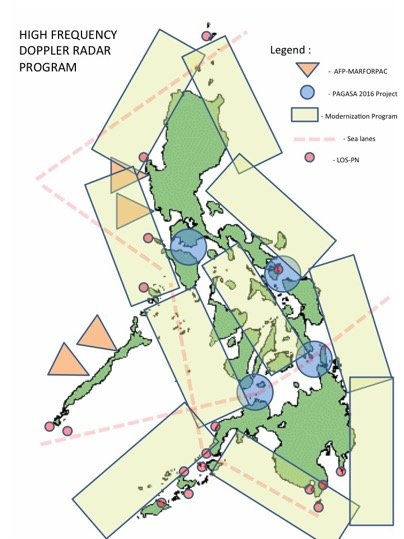 HIGH FREQUENCY
DOPPLER RADAR
PROGRAM
Legend :
- AFP-MARFORPAC
- PAGASA 2016 Project
- Modernization Program
- Sea lanes
- LOS-PN